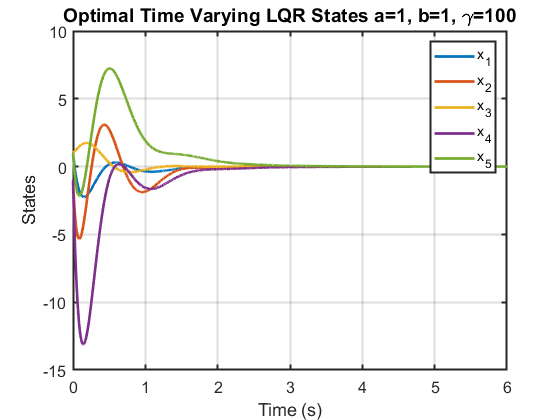 Optimal Time Varying LQR States a=1, b=1, γ=100
States
10
5
0
-5
-10
-15
0 1 2 3 4 5 6
Time (s)
x1
x2
x3
x4
x5